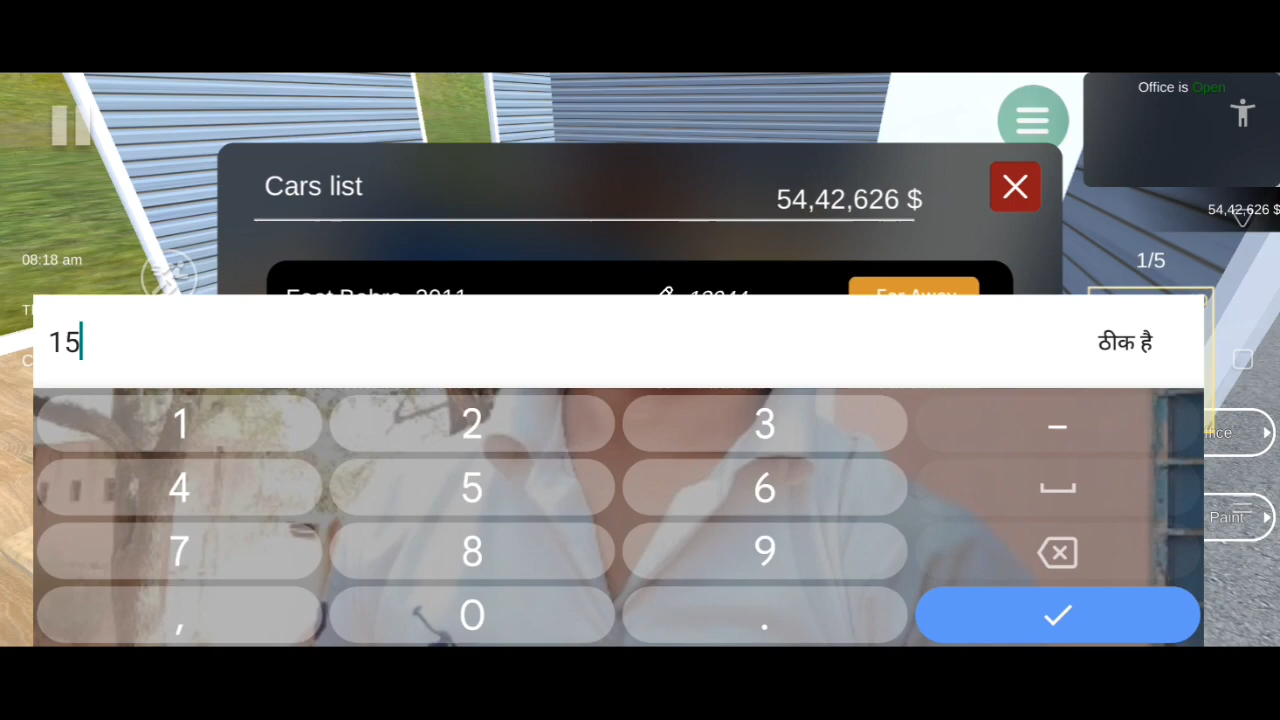 Office is Open
Cars list
54,42,626 $
54,42,626 $
08:18 am
1/5
15
ठीक है
1 2 3 –
4 5 6
7 8 9
, 0 .
Paint